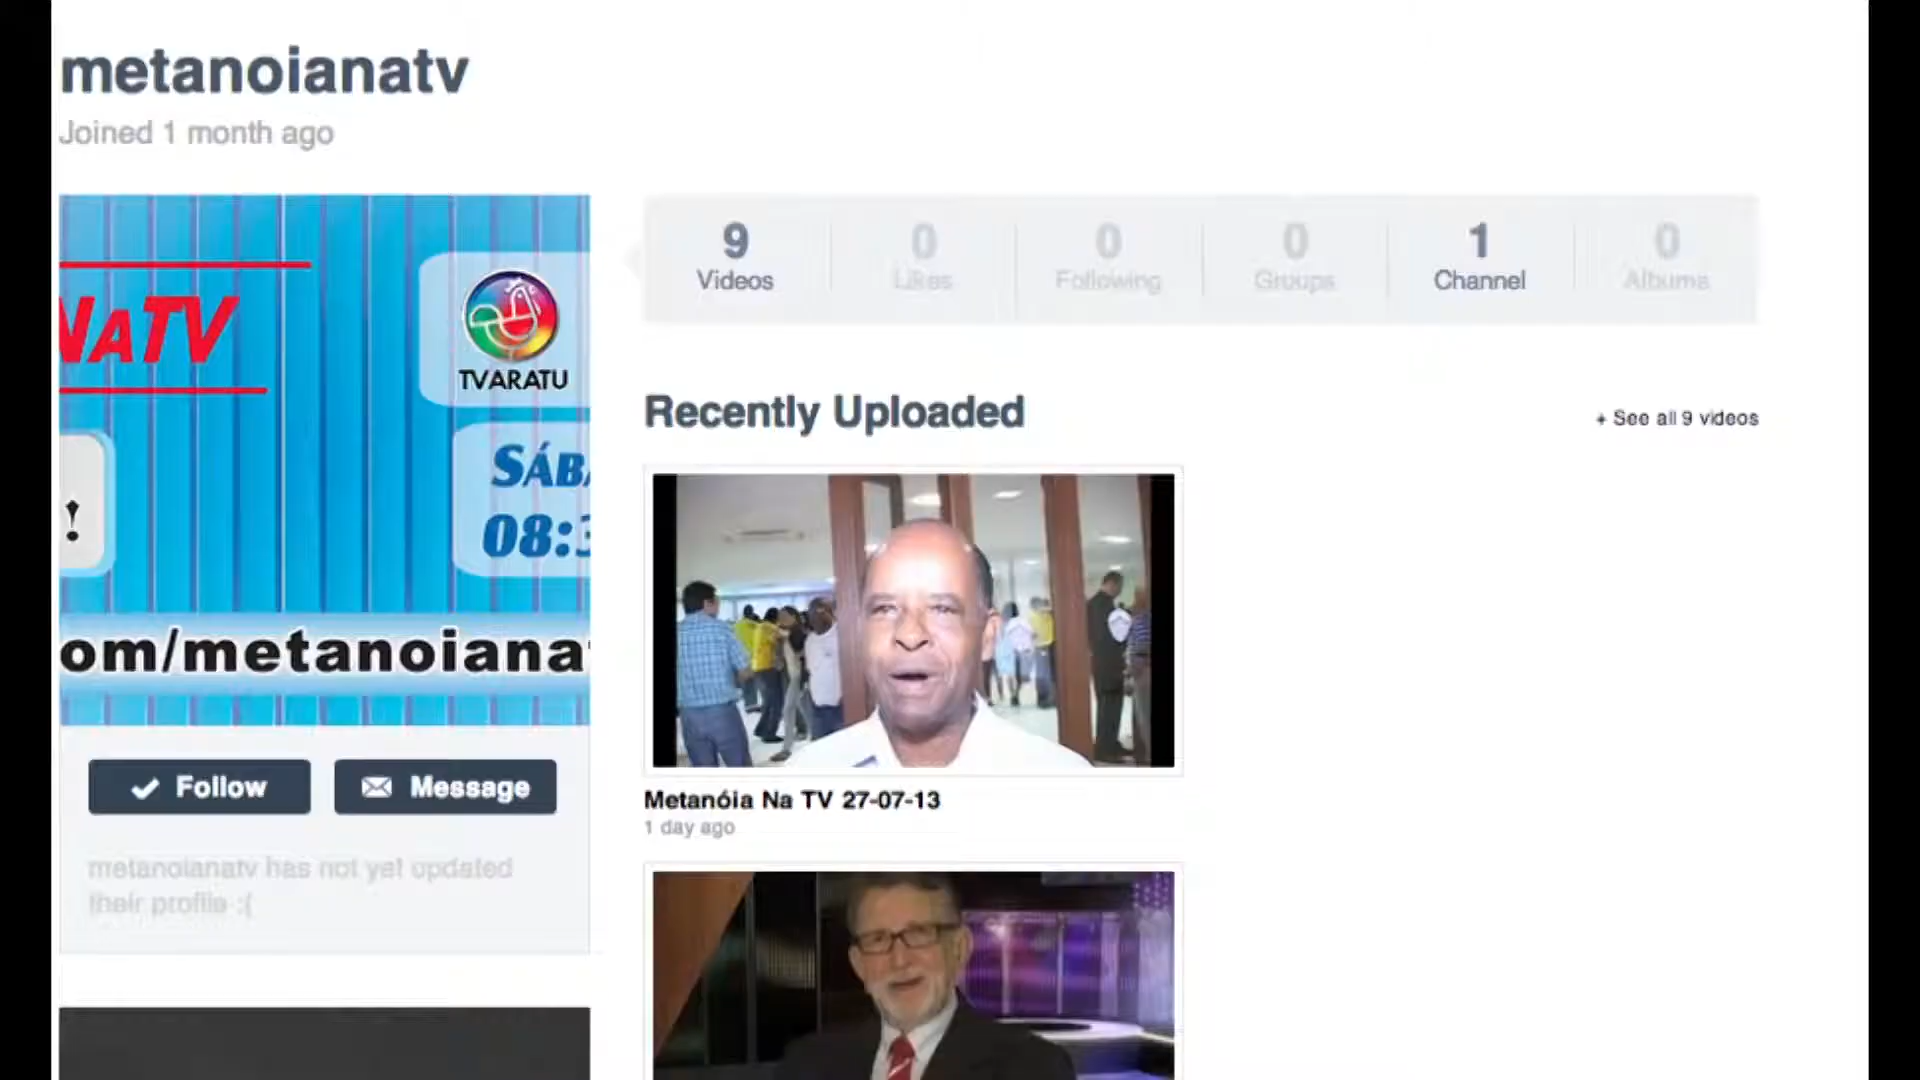 metanoianatv
Joined 1 month ago
NaTV
TVARATU
SÁB
08:3
!
om/metanoiana
Follow
Message
metanoianatv has not yet updated
their profile :(
9
Videos
0
Likes
0
Following
0
Groups
1
Channel
0
Albums
Recently Uploaded
+ See all 9 videos
Metanóia Na TV 27-07-13
1 day ago